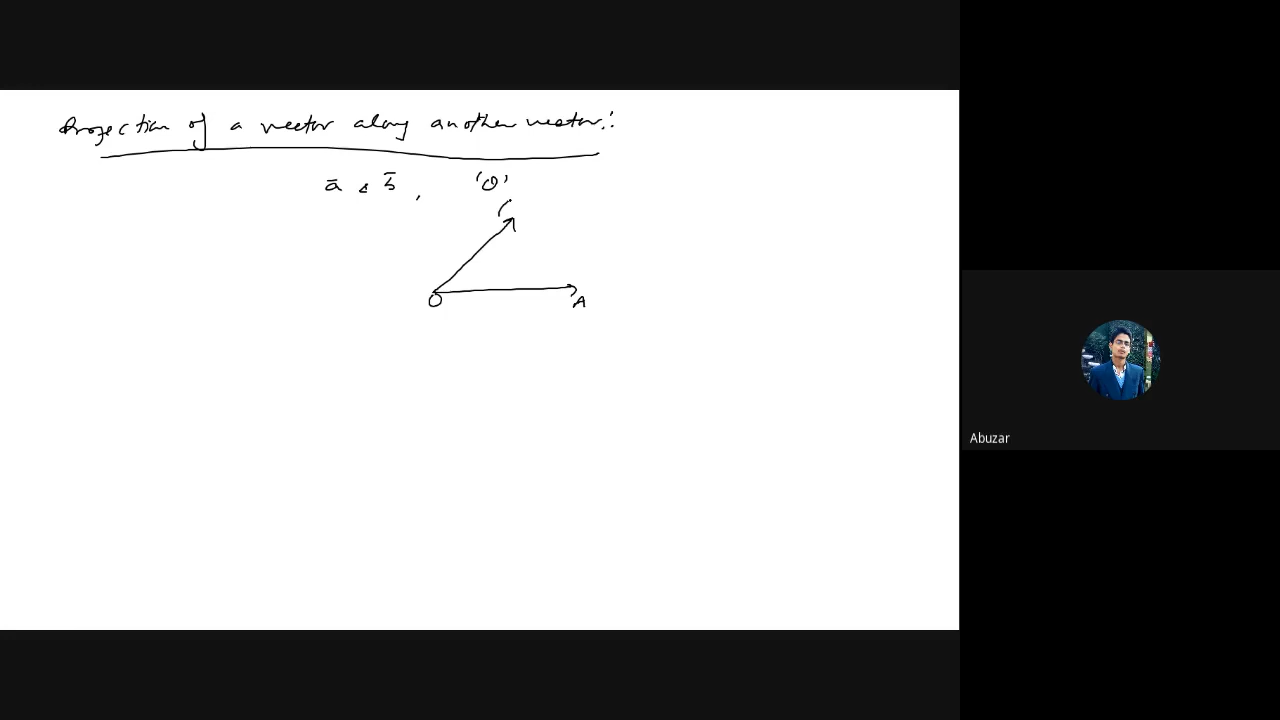 Projection of a vector along another vector:
ā & b̄, 'θ'
O
A
Abuzar